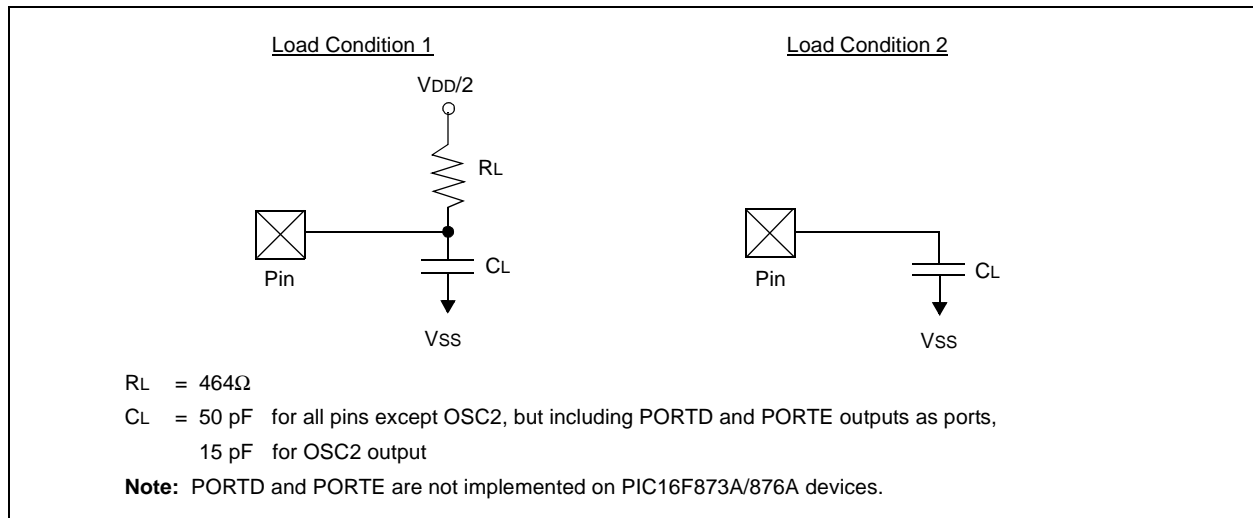 Load Condition 1
Load Condition 2
VDD/2
RL
Pin
CL
VSS
Pin
CL
VSS
RL = 464Ω
CL = 50 pF for all pins except OSC2, but including PORTD and PORTE outputs as ports,
15 pF for OSC2 output
Note: PORTD and PORTE are not implemented on PIC16F873A/876A devices.